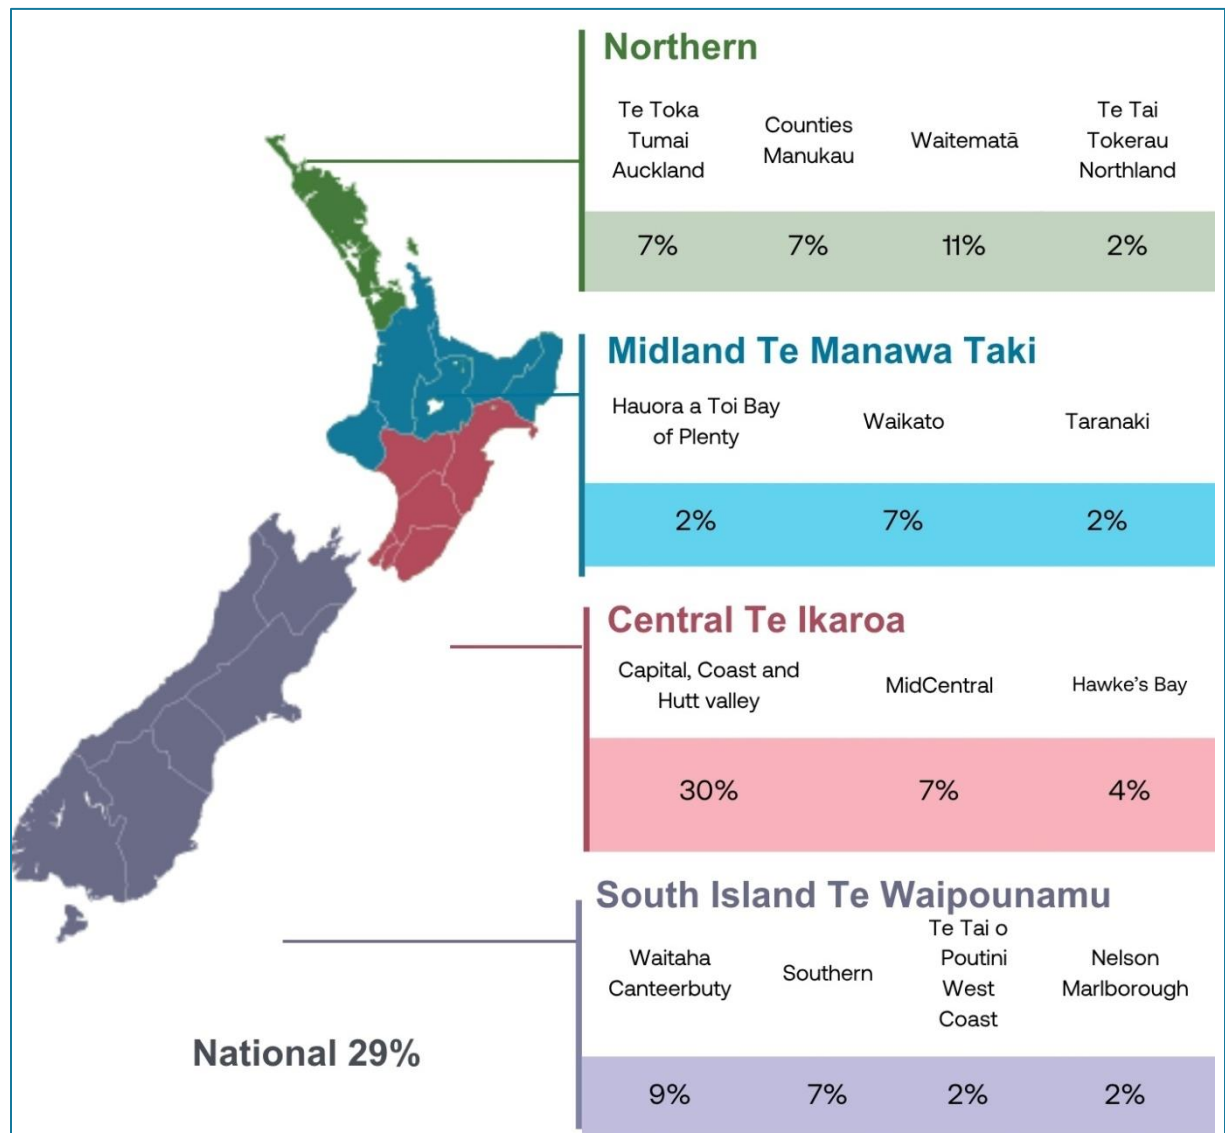 Northern
Te Toka
Tumai
Auckland
Counties
Manukau
Waitematā
Te Tai
Tokerau
Northland
7%
7%
11%
2%
Midland Te Manawa Taki
Hauora a Toi Bay
of Plenty
Waikato
Taranaki
2%
7%
2%
Central Te Ikaroa
Capital, Coast and
Hutt valley
MidCentral
Hawke's Bay
30%
7%
4%
South Island Te Waipounamu
Waitaha
Canteerbuty
Southern
Te Tai o
Poutini
West
Coast
Nelson
Marlborough
9%
7%
2%
2%
National 29%